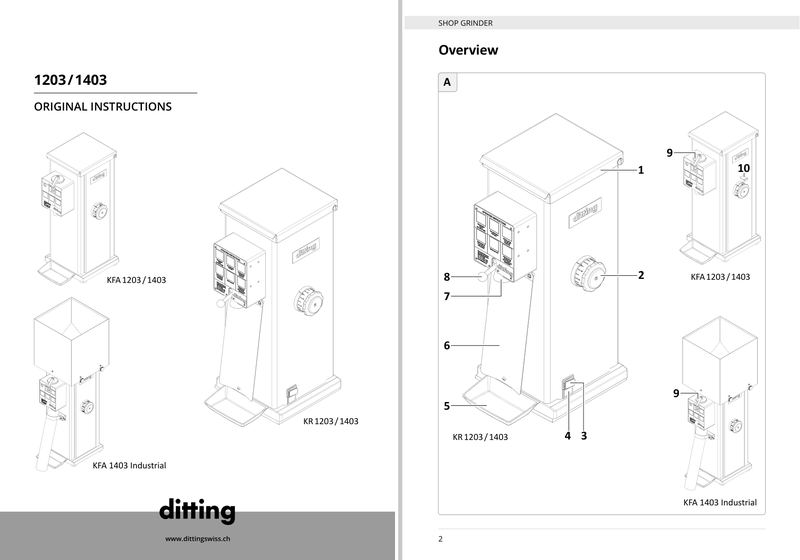 1203/1403
ORIGINAL INSTRUCTIONS
ditting
KFA 1203/1403
KR 1203/1403
KFA 1403 Industrial
ditting
www.dittingswiss.ch
SHOP GRINDER
Overview
A
9
10
1
ditting
8
7
2
KFA 1203/1403
6
5
9
KR 1203/1403
4 3
KFA 1403 Industrial
2